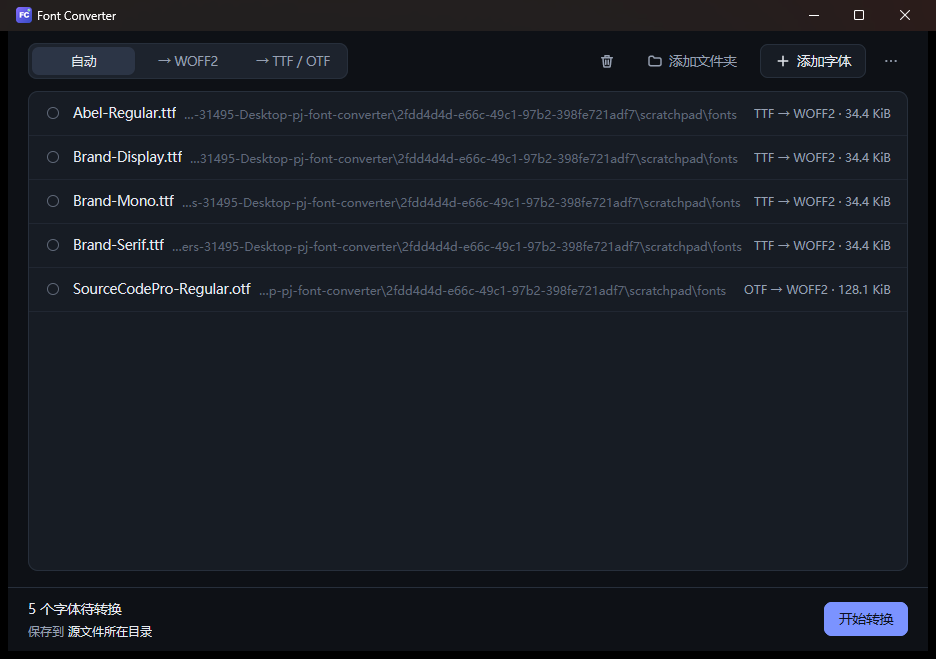 FC Font Converter
自动 → WOFF2 → TTF / OTF 添加文件夹 + 添加字体 ···
Abel-Regular.ttf ...-31495-Desktop-pj-font-converter\2fdd4d4d-e66c-49c1-97b2-398fe721adf7\scratchpad\fonts TTF → WOFF2 · 34.4 KiB
Brand-Display.ttf ...31495-Desktop-pj-font-converter\2fdd4d4d-e66c-49c1-97b2-398fe721adf7\scratchpad\fonts TTF → WOFF2 · 34.4 KiB
Brand-Mono.ttf ...s-31495-Desktop-pj-font-converter\2fdd4d4d-e66c-49c1-97b2-398fe721adf7\scratchpad\fonts TTF → WOFF2 · 34.4 KiB
Brand-Serif.ttf ...ers-31495-Desktop-pj-font-converter\2fdd4d4d-e66c-49c1-97b2-398fe721adf7\scratchpad\fonts TTF → WOFF2 · 34.4 KiB
SourceCodePro-Regular.otf ...p-pj-font-converter\2fdd4d4d-e66c-49c1-97b2-398fe721adf7\scratchpad\fonts OTF → WOFF2 · 128.1 KiB
5 个字体待转换
保存到 源文件所在目录
开始转换